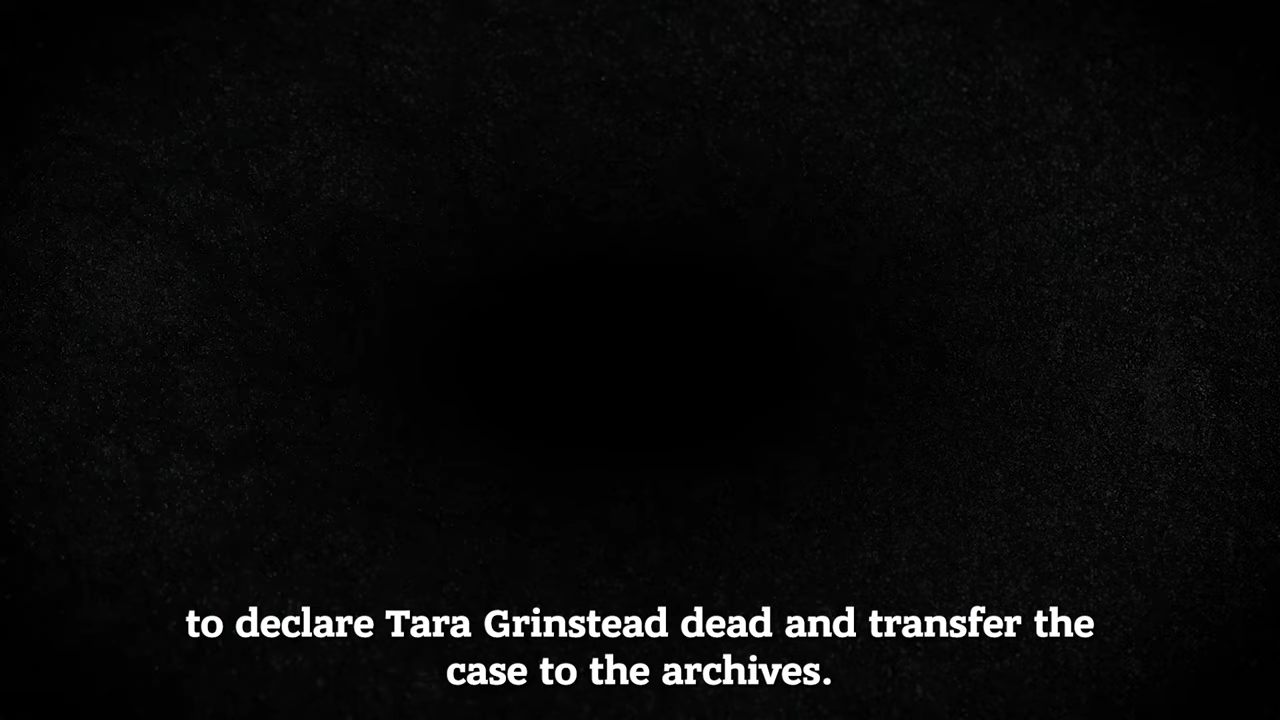 to declare Tara Grinstead dead and transfer the
case to the archives.